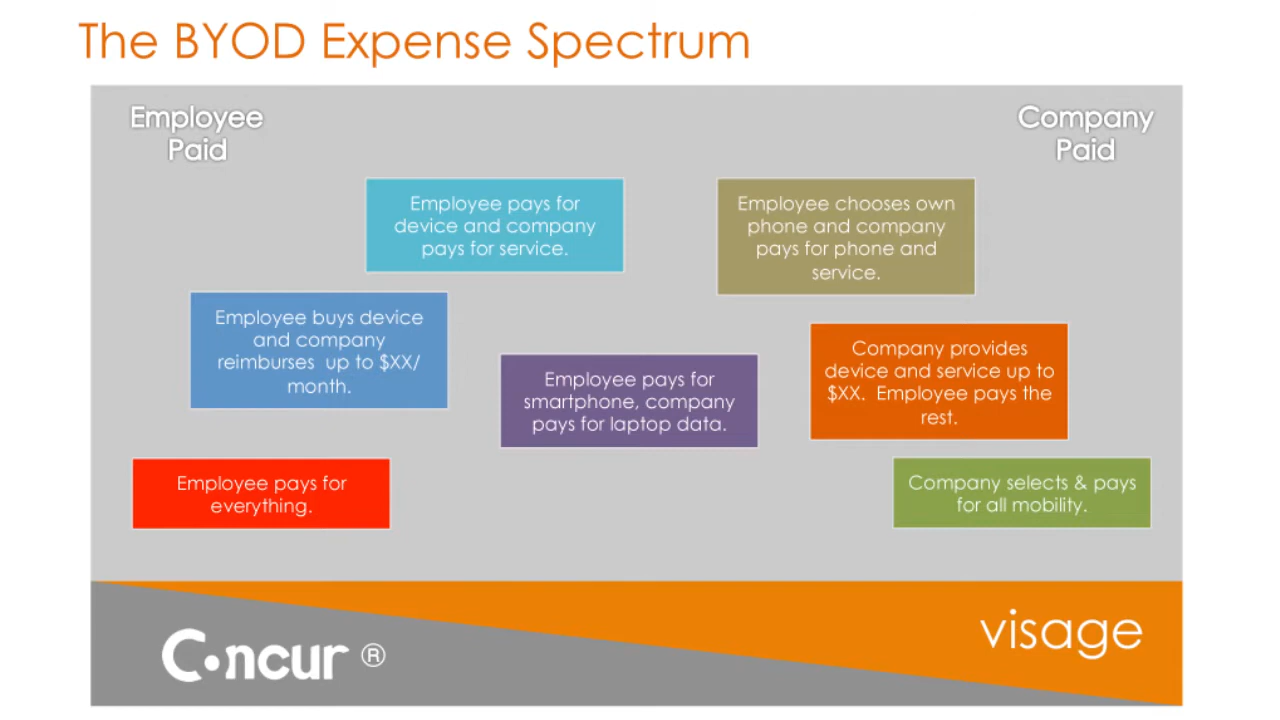 The BYOD Expense Spectrum
Employee
Paid
Company
Paid
Employee pays for
device and company
pays for service.
Employee chooses own
phone and company
pays for phone and
service.
Employee buys device
and company
reimburses  up to $XX/
month.
Company provides
device and service up to
$XX.  Employee pays the
rest.
Employee pays for
smartphone, company
pays for laptop data.
Employee pays for
everything.
Company selects & pays
for all mobility.
Concur ®
visage